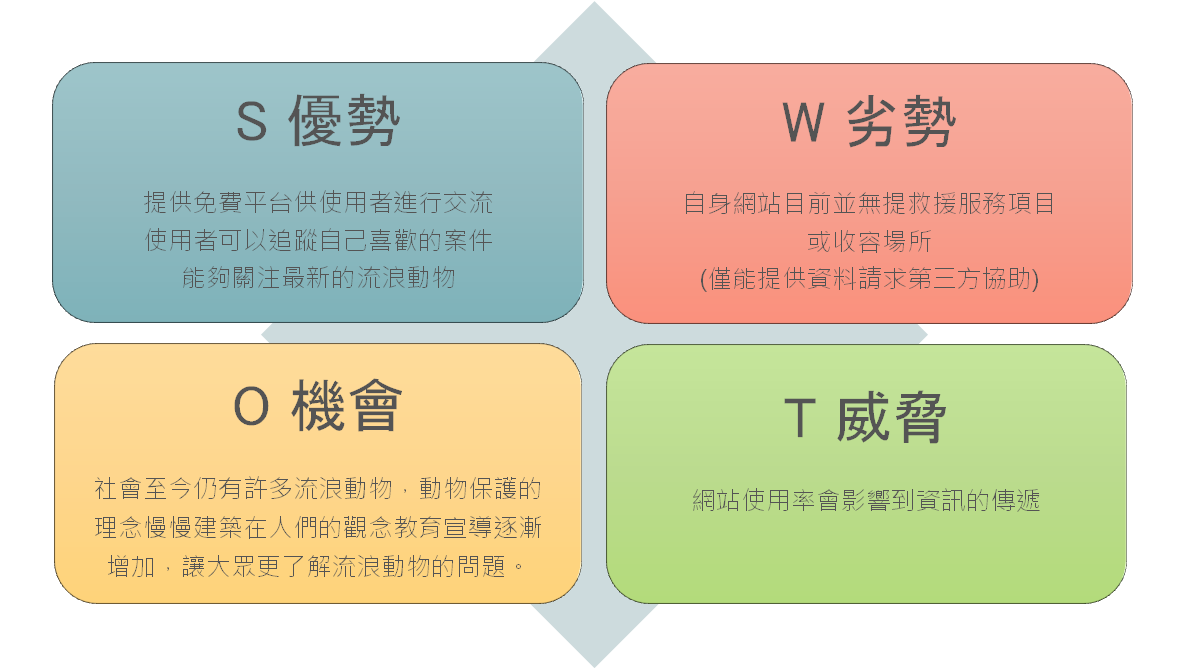 S 優勢
提供免費平台供使用者進行交流
使用者可以追蹤自己喜歡的案件
能夠關注最新的流浪動物
W 劣勢
自身網站目前並無提救援服務項目
或收容場所
(僅能提供資料請求第三方協助)
O 機會
社會至今仍有許多流浪動物，動物保護的
理念慢慢建築在人們的觀念教育宣導逐漸
增加，讓大眾更了解流浪動物的問題。
T 威脅
網站使用率會影響到資訊的傳遞